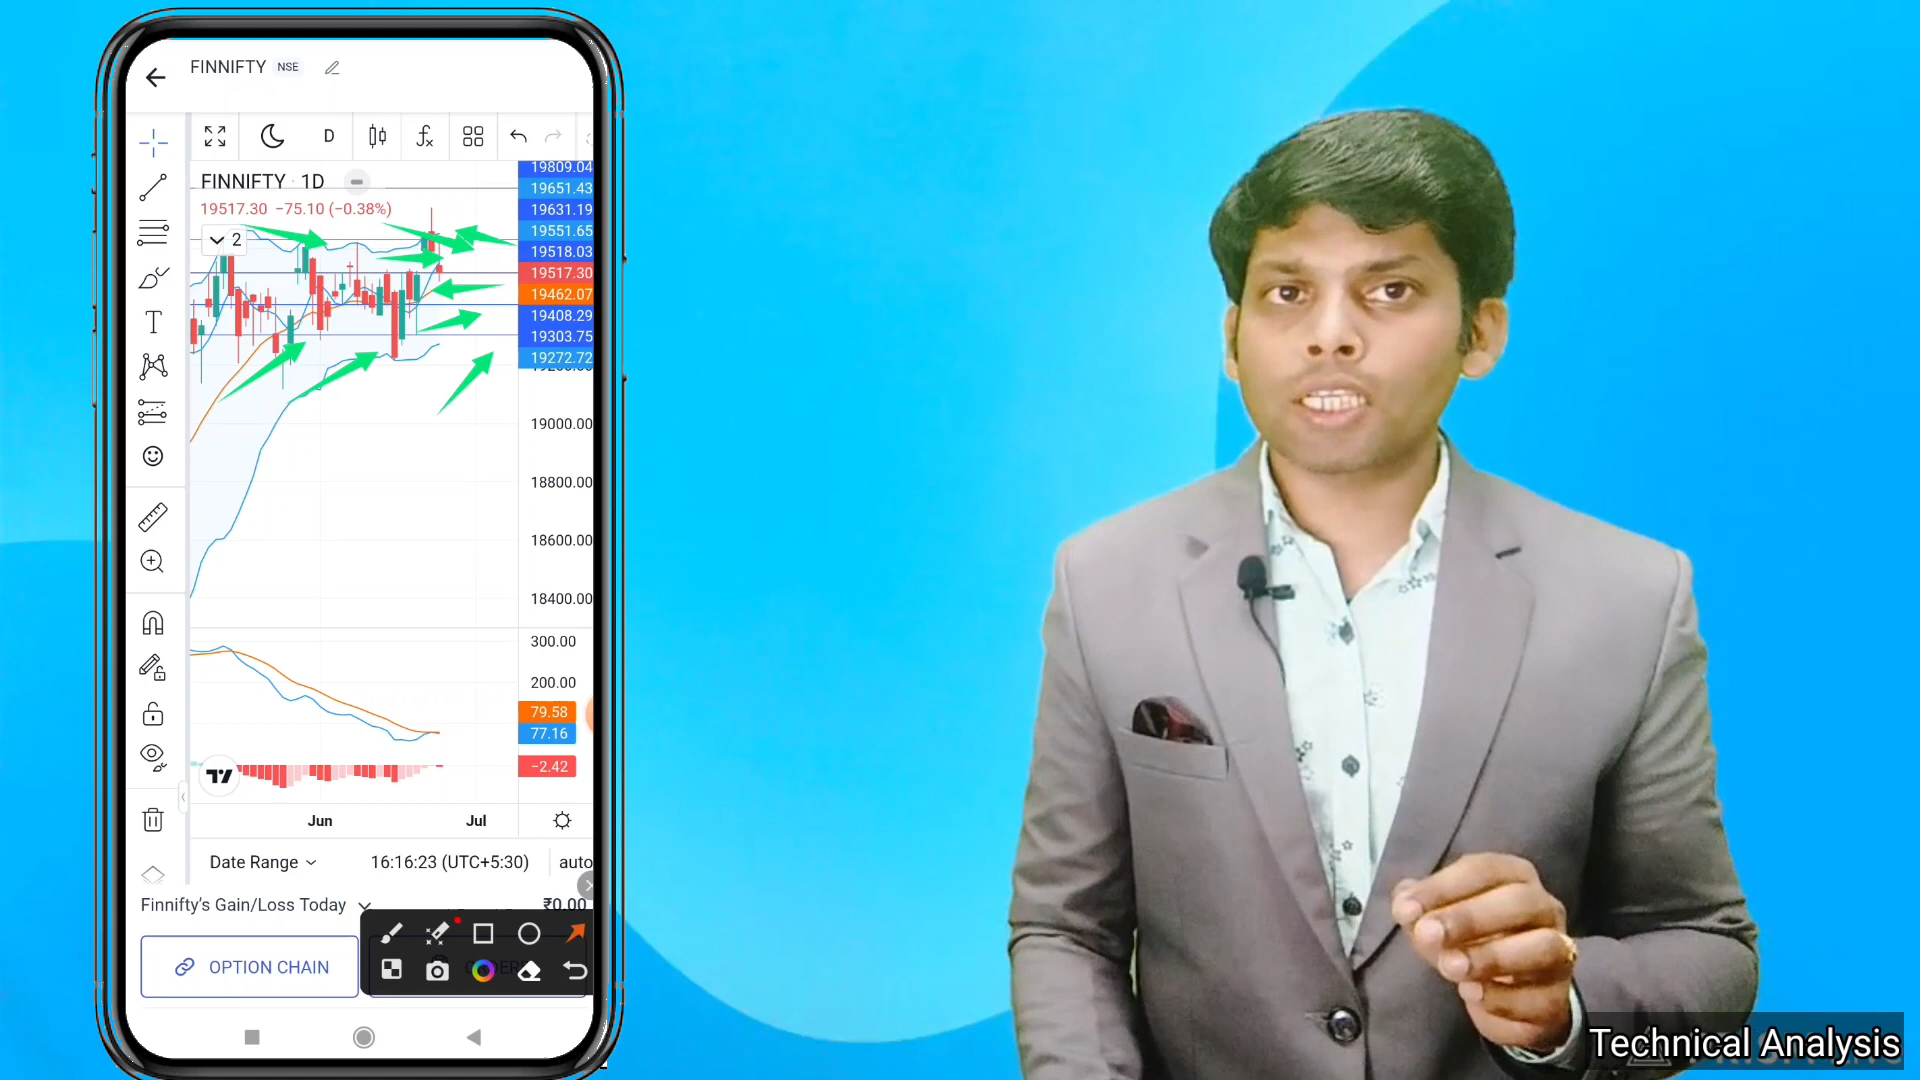 FINNIFTY NSE
D
FINNIFTY · 1D
19517.30 −75.10 (−0.38%)
2
19809.04
19651.43
19631.19
19551.65
19518.03
19517.30
19462.07
19408.29
19303.75
19272.72
19000.00
18800.00
18600.00
18400.00
300.00
200.00
79.58
77.16
−2.42
Jun Jul
Date Range 16:16:23 (UTC+5:30) auto
Finnifty’s Gain/Loss Today ₹0.00
OPTION CHAIN
Technical Analysis